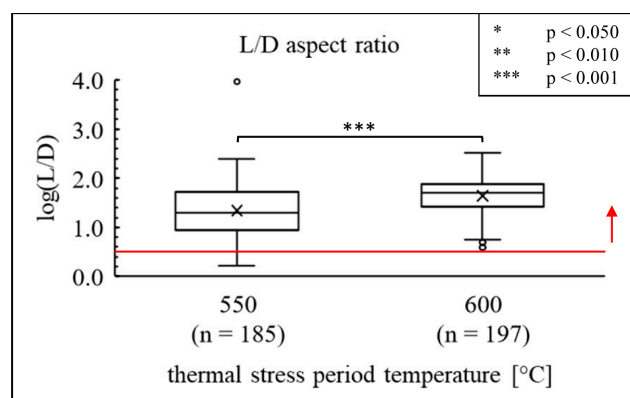 * p < 0.050
** p < 0.010
*** p < 0.001
L/D aspect ratio
4.0
3.0
2.0
1.0
0.0
log(L/D)
***
550 600
(n = 185) (n = 197)
thermal stress period temperature [°C]